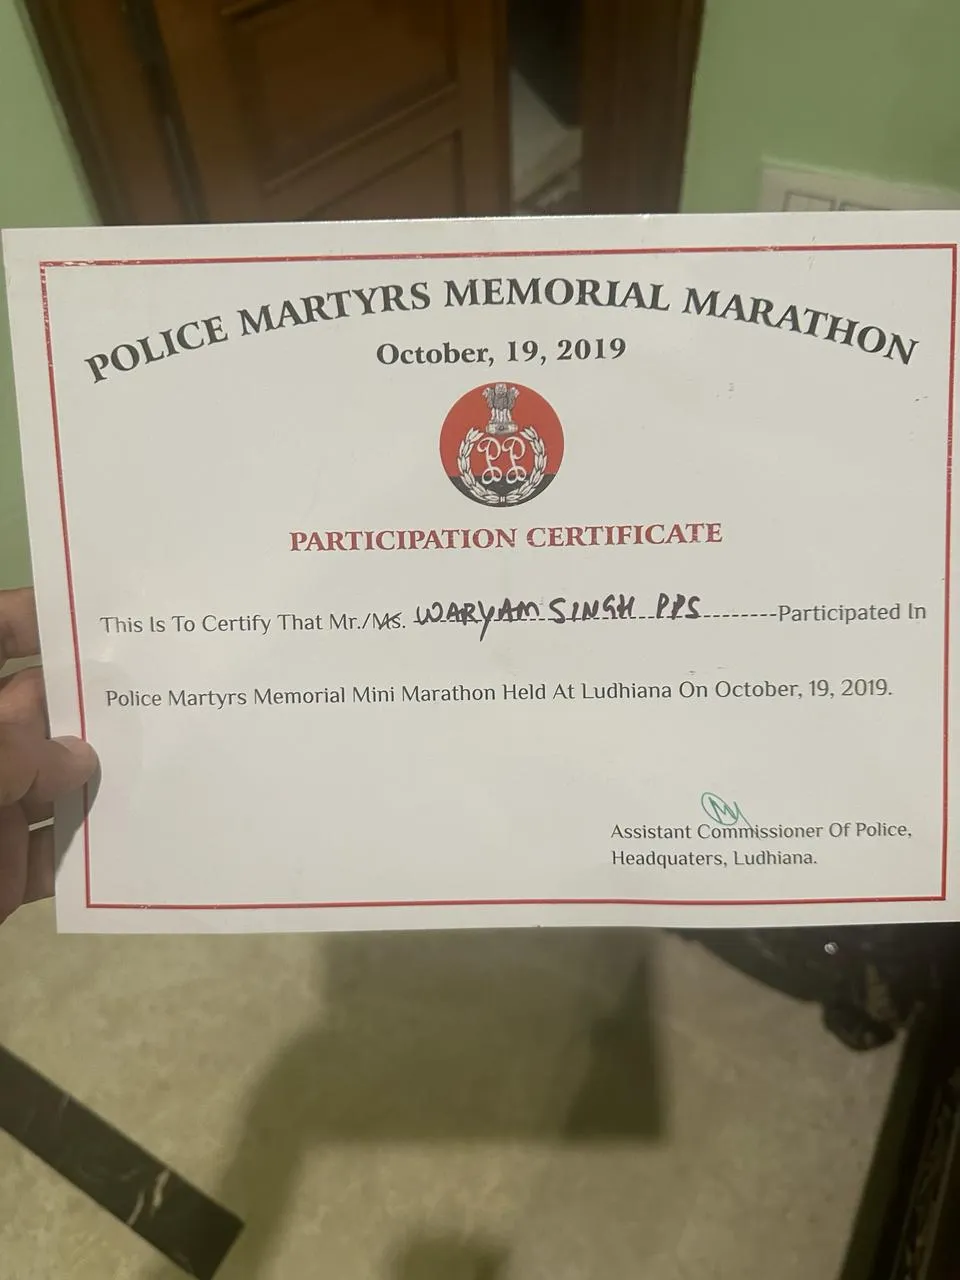 POLICE MARTYRS MEMORIAL MARATHON
October, 19, 2019
PP
PARTICIPATION CERTIFICATE
This Is To Certify That Mr./Ms. WARYAM SINGH PPS Participated In
Police Martyrs Memorial Mini Marathon Held At Ludhiana On October, 19, 2019.
Assistant Commissioner Of Police,
Headquaters, Ludhiana.